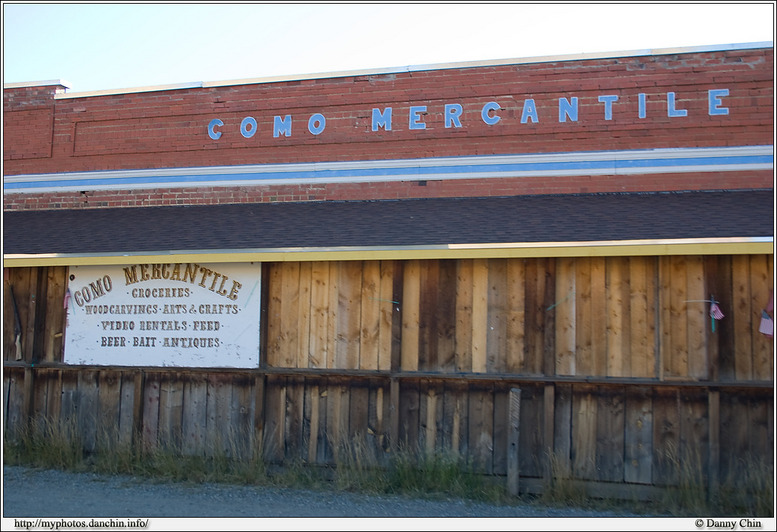 COMO MERCANTILE
COMO MERCANTILE
·GROCERIES·
WOODCARVINGS·ARTS & CRAFTS
·VIDEO RENTALS·FEED·
·BEER·BAIT·ANTIQUES·
http://myphotos.danchin.info/
© Danny Chin